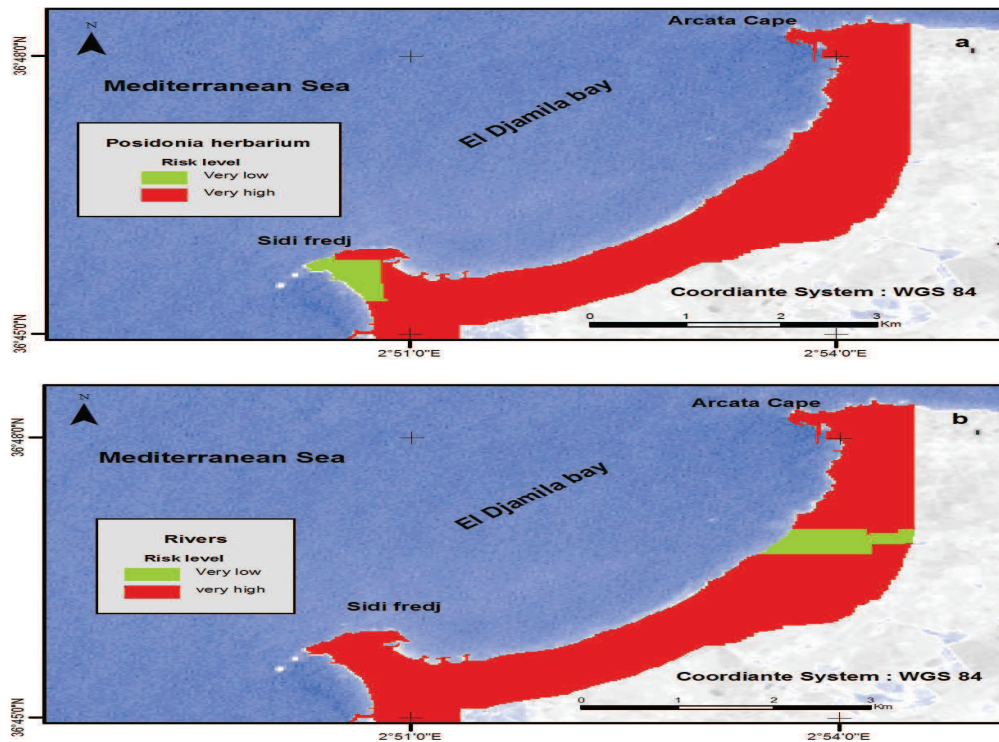 Arcata Cape
N
a
36°48'0"N
Mediterranean Sea
El Djamila bay
Posidonia herbarium
Risk level
Very low
Very high
Sidi fredj
Coordiante System : WGS 84
0 1 2 3
Km
36°45'0"N
2°51'0"E 2°54'0"E
Arcata Cape
N
b
36°48'0"N
Mediterranean Sea
El Djamila bay
Rivers
Risk level
Very low
very high
Sidi fredj
Coordiante System : WGS 84
0 1 2 3
Km
36°45'0"N
2°51'0"E 2°54'0"E